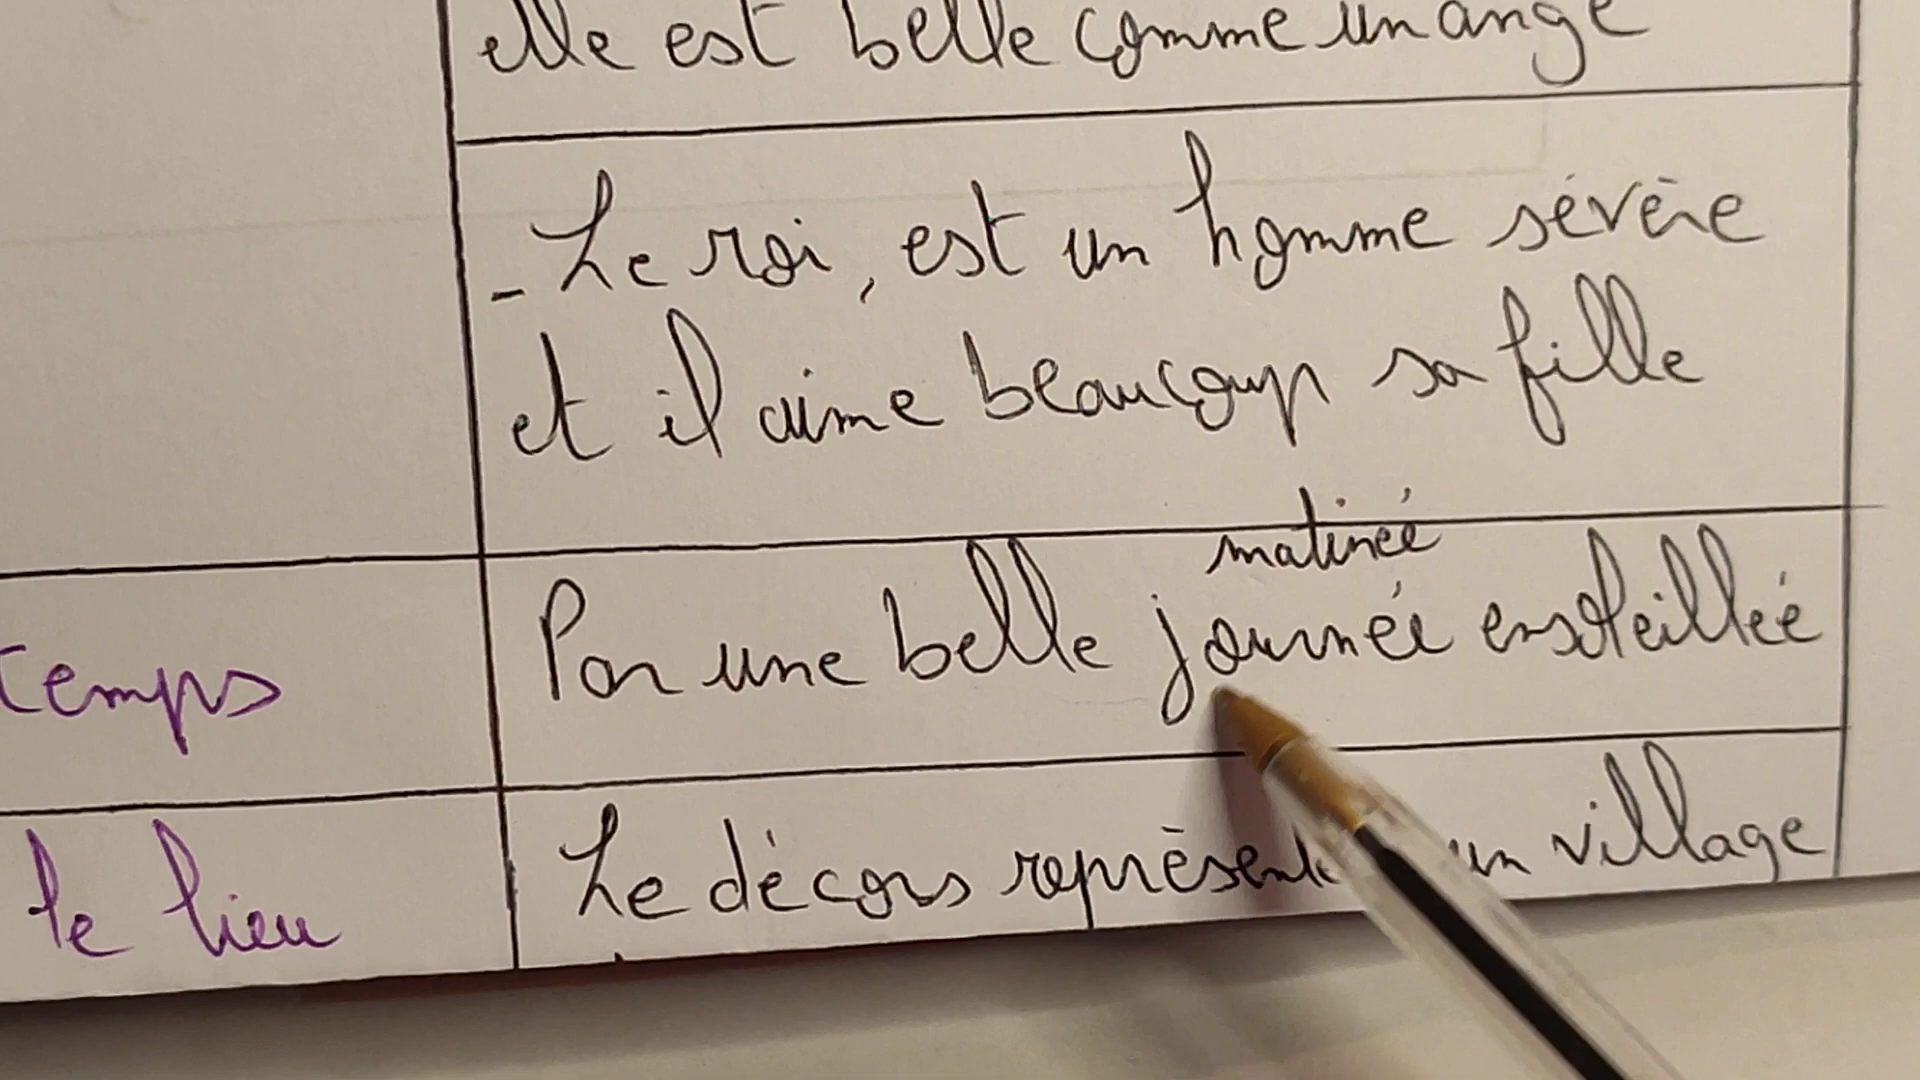 elle est belle comme un ange
- Le roi, est un homme sévère
et il aime beaucoup sa fille
matinée
temps
Par une belle journée ensoleillée
le lieu
Le décors représente un village